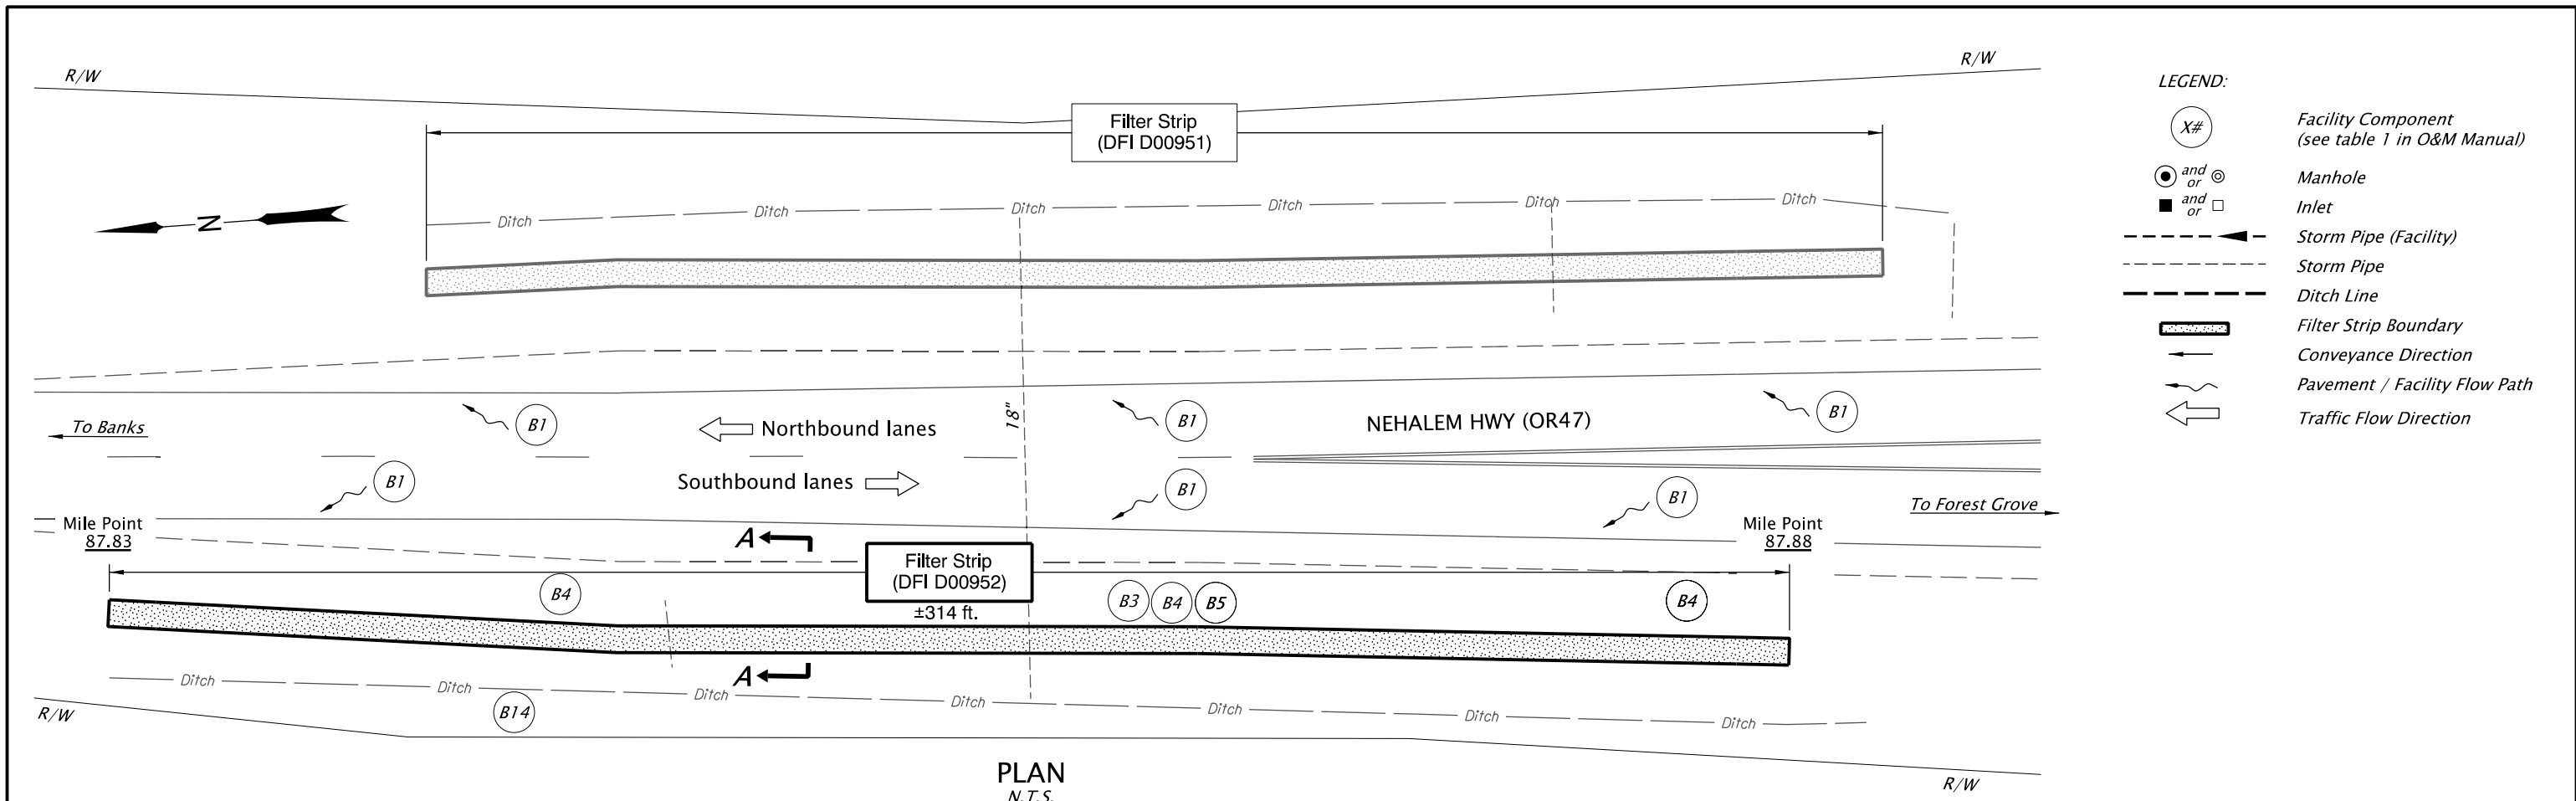 R/W
R/W
Filter Strip
(DFI D00951)
N
Ditch
Ditch
Ditch
Ditch
Ditch
Ditch
18"
B1
B1
B1
To Banks
Northbound lanes
NEHALEM HWY (OR47)
Southbound lanes
B1
B1
B1
To Forest Grove
Mile Point
87.83
Mile Point
87.88
A
Filter Strip
(DFI D00952)
±314 ft.
B4
B3
B4
B5
B4
A
Ditch
Ditch
Ditch
Ditch
Ditch
Ditch
Ditch
B14
R/W
R/W
PLAN
N.T.S.
LEGEND:
X#
Facility Component
(see table 1 in O&M Manual)
and
or
Manhole
and
or
Inlet
Storm Pipe (Facility)
Storm Pipe
Ditch Line
Filter Strip Boundary
Conveyance Direction
Pavement / Facility Flow Path
Traffic Flow Direction